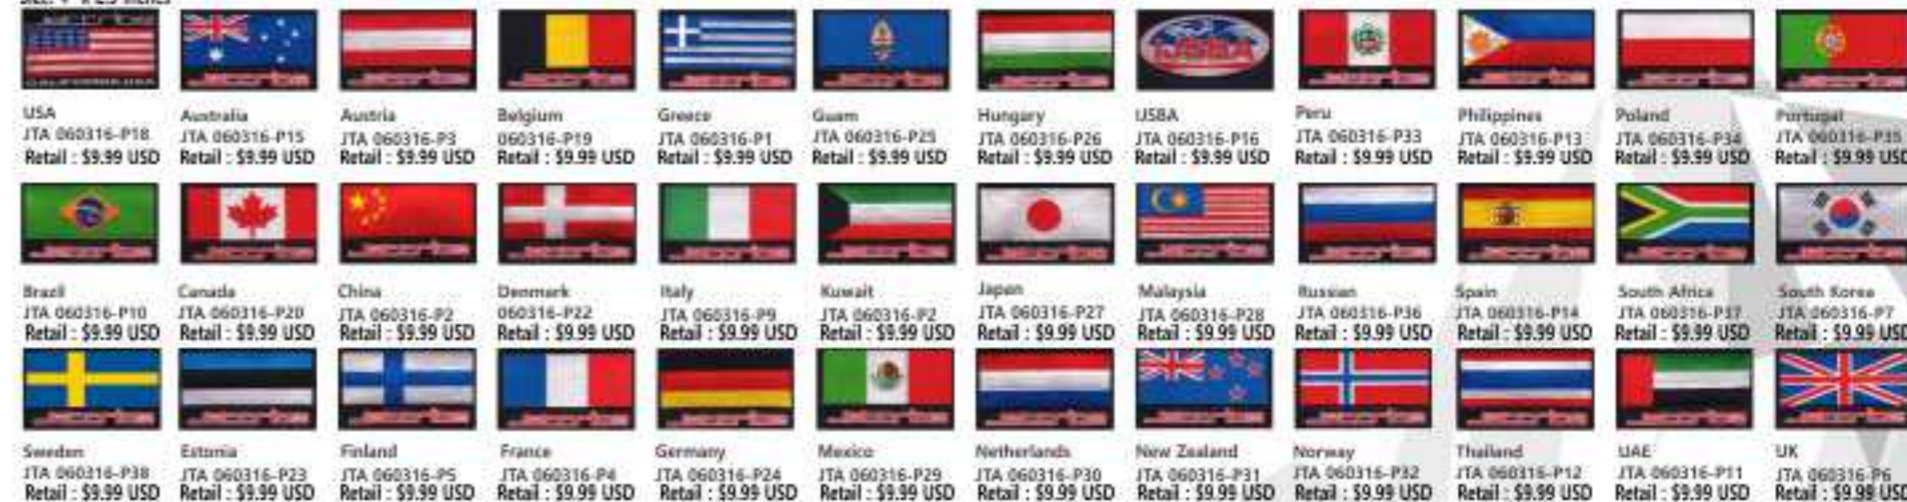 USA
JTA 060316-P18
Retail : $9.99 USD
Australia
JTA 060316-P15
Retail : $9.99 USD
Austria
JTA 060316-P3
Retail : $9.99 USD
Belgium
060316-P19
Retail : $9.99 USD
Greece
JTA 060316-P1
Retail : $9.99 USD
Guam
JTA 060316-P25
Retail : $9.99 USD
Hungary
JTA 060316-P26
Retail : $9.99 USD
IJSBA
IJSBA
JTA 060316-P16
Retail : $9.99 USD
Peru
JTA 060316-P33
Retail : $9.99 USD
Philippines
JTA 060316-P13
Retail : $9.99 USD
Poland
JTA 060316-P34
Retail : $9.99 USD
Portugal
JTA 060316-P35
Retail : $9.99 USD
Brazil
JTA 060316-P10
Retail : $9.99 USD
Canada
JTA 060316-P20
Retail : $9.99 USD
China
JTA 060316-P2
Retail : $9.99 USD
Denmark
060316-P22
Retail : $9.99 USD
Italy
JTA 060316-P9
Retail : $9.99 USD
Kuwait
JTA 060316-P2
Retail : $9.99 USD
Japan
JTA 060316-P27
Retail : $9.99 USD
Malaysia
JTA 060316-P28
Retail : $9.99 USD
Russian
JTA 060316-P36
Retail : $9.99 USD
Spain
JTA 060316-P14
Retail : $9.99 USD
South Africa
JTA 060316-P37
Retail : $9.99 USD
South Korea
JTA 060316-P7
Retail : $9.99 USD
Sweden
JTA 060316-P38
Retail : $9.99 USD
Estonia
JTA 060316-P23
Retail : $9.99 USD
Finland
JTA 060316-P5
Retail : $9.99 USD
France
JTA 060316-P4
Retail : $9.99 USD
Germany
JTA 060316-P24
Retail : $9.99 USD
Mexico
JTA 060316-P29
Retail : $9.99 USD
Netherlands
JTA 060316-P30
Retail : $9.99 USD
New Zealand
JTA 060316-P31
Retail : $9.99 USD
Norway
JTA 060316-P32
Retail : $9.99 USD
Thailand
JTA 060316-P12
Retail : $9.99 USD
UAE
JTA 060316-P11
Retail : $9.99 USD
UK
JTA 060316-P6
Retail : $9.99 USD